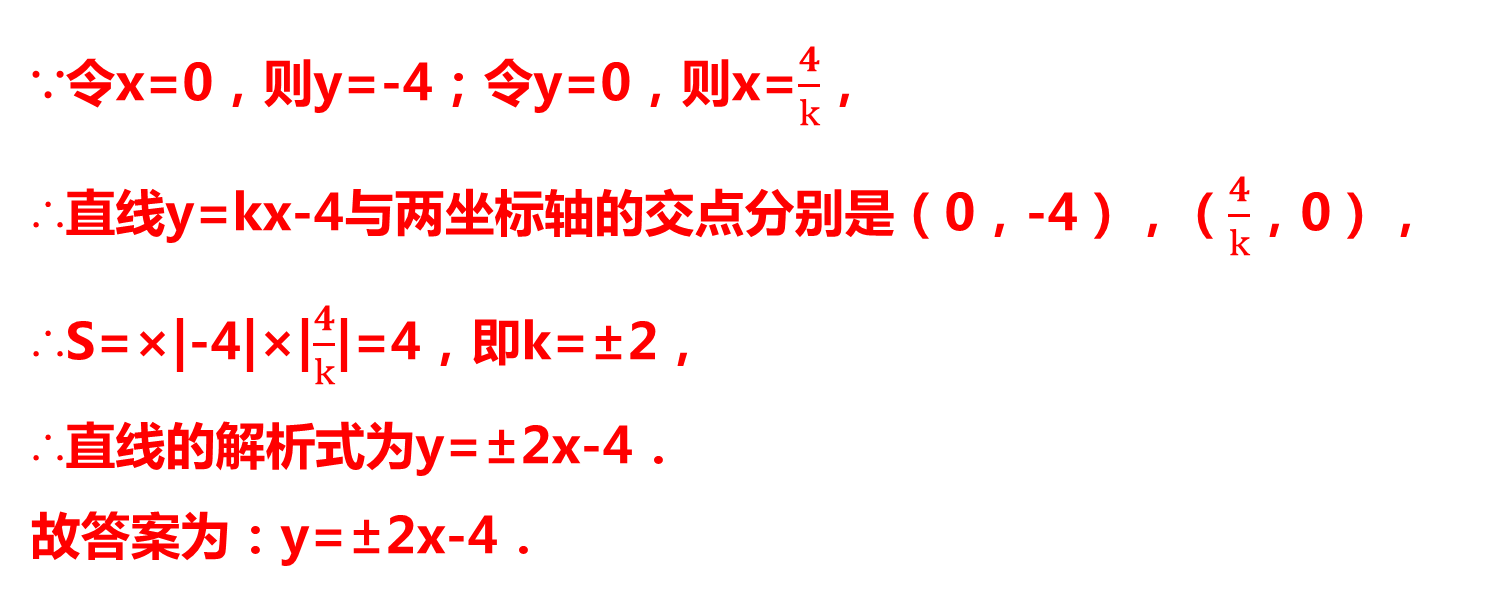 ∵令x=0，则y=-4；令y=0，则x=4/k，
∴直线y=kx-4与两坐标轴的交点分别是（0，-4），（4/k，0），
∴S=×|-4|×|4/k|=4，即k=±2，
∴直线的解析式为y=±2x-4．
故答案为：y=±2x-4．